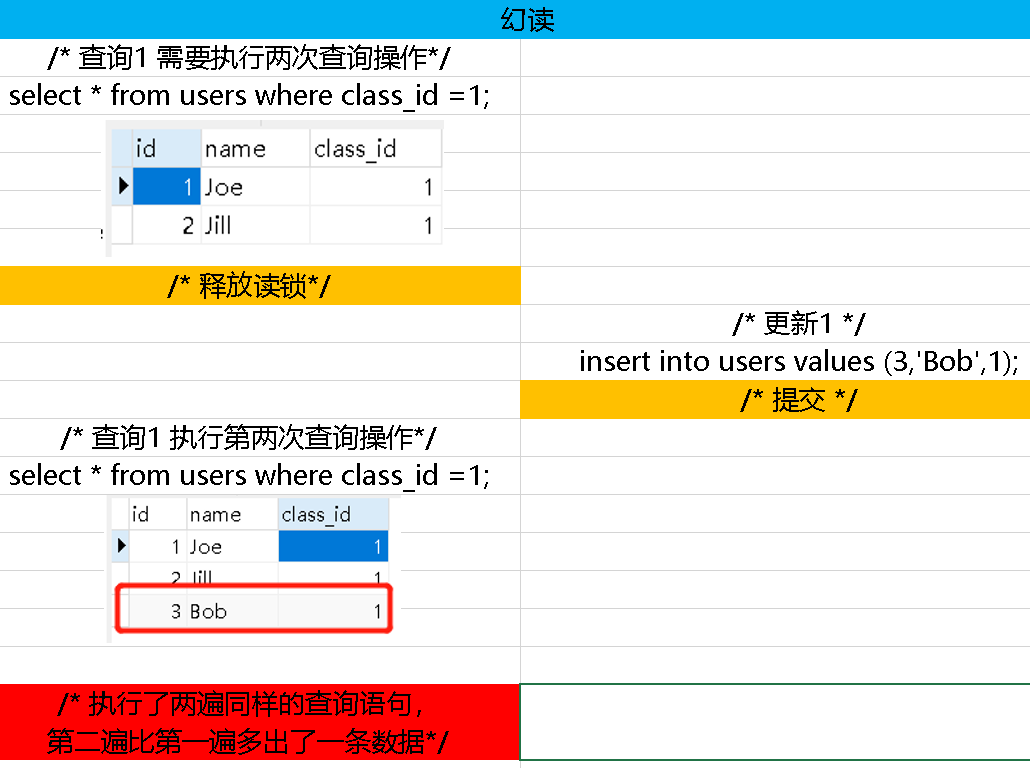 幻读
/* 查询1 需要执行两次查询操作*/
select * from users where class_id =1;
id name class_id
1 Joe 1
2 Jill 1
/* 释放读锁*/
/* 更新1 */
insert into users values (3,'Bob',1);
/* 提交 */
/* 查询1 执行第两次查询操作*/
select * from users where class_id =1;
id name class_id
1 Joe 1
2 Jill 1
3 Bob 1
/* 执行了两遍同样的查询语句，
第二遍比第一遍多出了一条数据*/